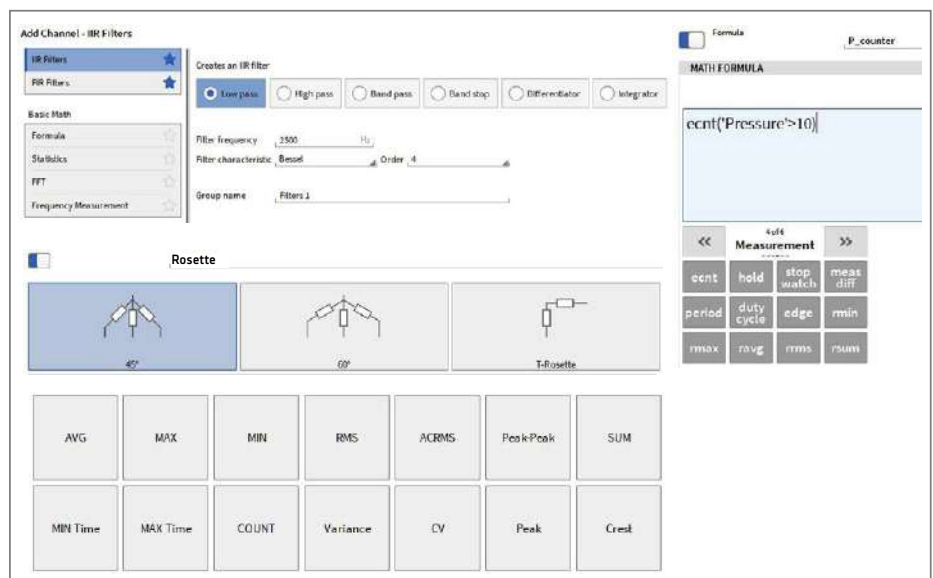 Add Channel - IIR Filters
IIR Filters
FIR Filters
Basic Math
Formula
Statistics
FFT
Frequency Measurement
Creates an IIR filter
Low pass
High pass
Band pass
Band stop
Differentiator
Integrator
Filter frequency 2500 Hz
Filter characteristic Bessel Order 4
Group name Filters 1
Formula
P_counter
MATH FORMULA
ecnt('Pressure'>10)
4 of 6
<< Measurement >>
ecnt hold stop watch meas diff
period duty cycle edge rmin
rmax ravg rrms rsum
Rosette
45° 60° T-Rosette
AVG MAX MIN RMS ACRMS Peak-Peak SUM
MIN Time MAX Time COUNT Variance CV Peak Crest